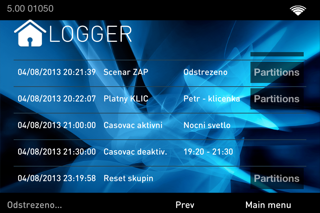 5.00 01050
LOGGER
04/08/2013 20:21:39 Scenar ZAP Odstrezeno Partitions
04/08/2013 20:22:07 Platny KLIC Petr - klicenka Partitions
04/08/2013 21:00:00 Casovac aktivni Nocni svetlo
04/08/2013 21:30:00 Casovac deaktiv. 19:20 - 21:30
04/08/2013 23:19:58 Reset skupin Partitions
Odstrezeno... Prev Main menu